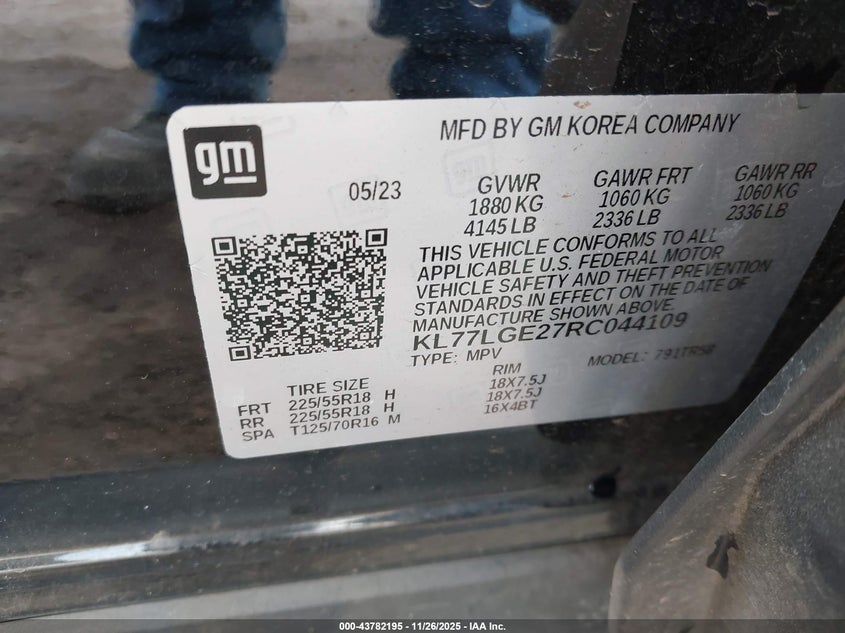 gm
MFD BY GM KOREA COMPANY
05/23
GVWR
1880 KG
4145 LB
GAWR FRT
1060 KG
2336 LB
GAWR RR
1060 KG
2336 LB
THIS VEHICLE CONFORMS TO ALL
APPLICABLE U.S. FEDERAL MOTOR
VEHICLE SAFETY AND THEFT PREVENTION
STANDARDS IN EFFECT ON THE DATE OF
MANUFACTURE SHOWN ABOVE.
KL77LGE27RC044109
TYPE: MPV MODEL: 791TR58
TIRE SIZE RIM
FRT 225/55R18 H 18X7.5J
RR 225/55R18 H 18X7.5J
SPA T125/70R16 M 16X4BT
000-43782195 - 11/26/2025 - IAA Inc.